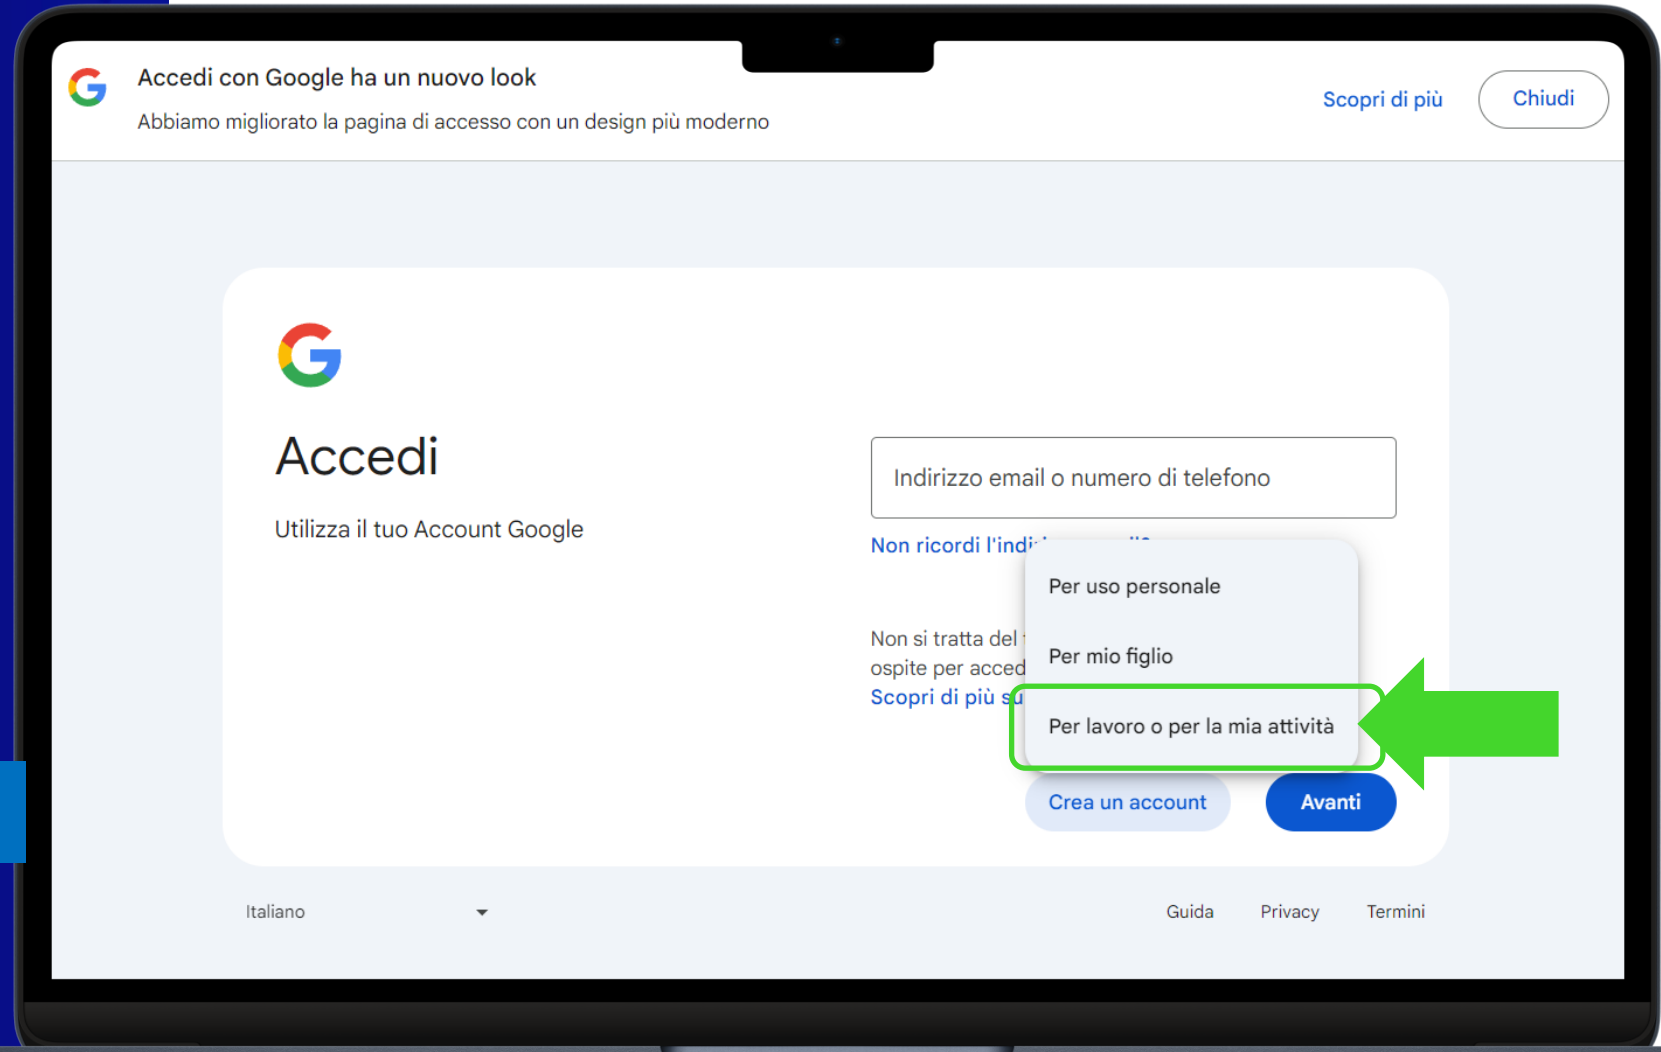 Accedi con Google ha un nuovo look
Abbiamo migliorato la pagina di accesso con un design più moderno
Scopri di più
Chiudi
Accedi
Utilizza il tuo Account Google
Indirizzo email o numero di telefono
Non ricordi
Per uso personale
Non si tratta del
Per mio figlio
ospite per
Scopri di più
Per lavoro o per la mia attività
Crea un account
Avanti
Italiano
Guida
Privacy
Termini